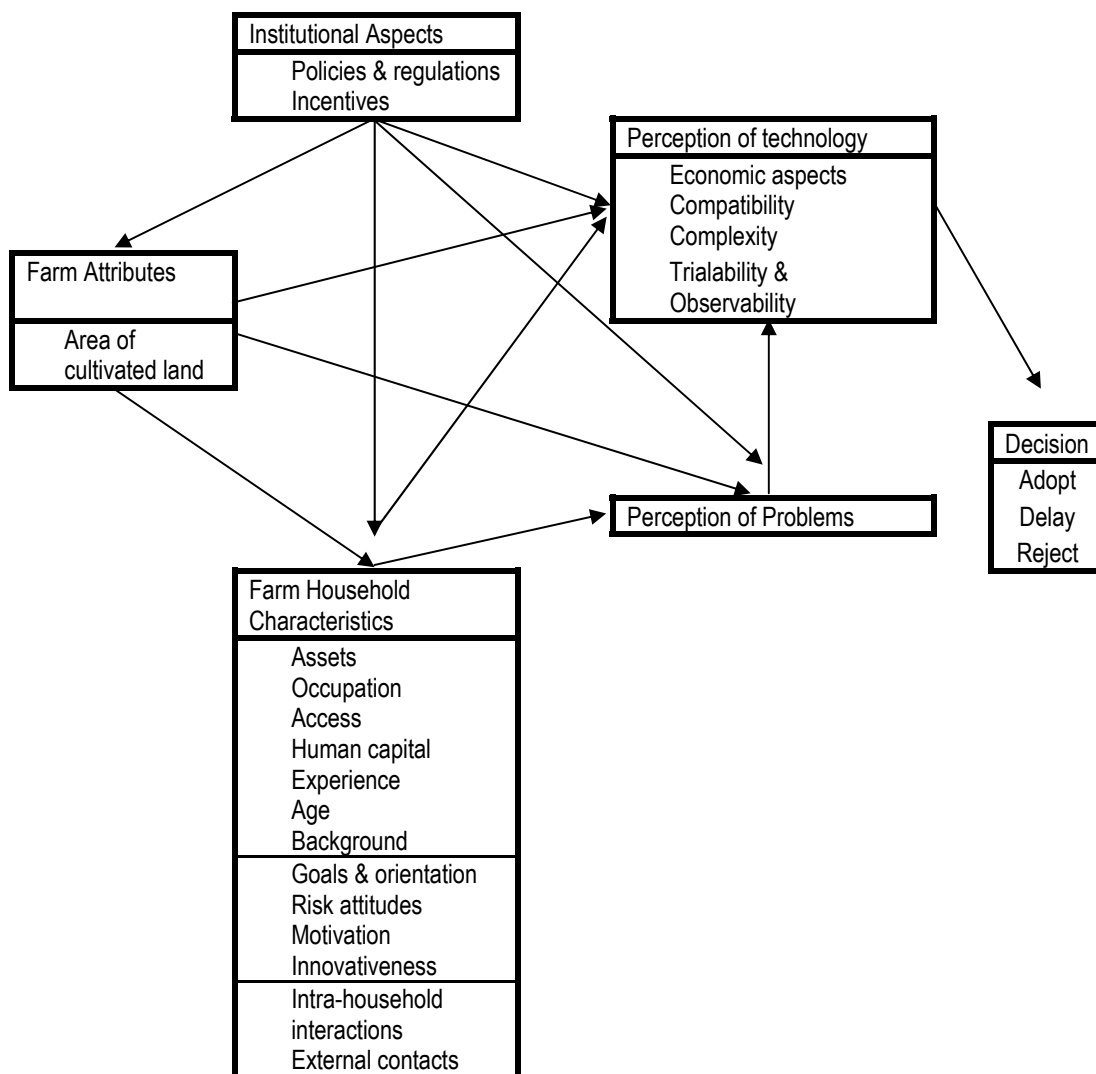 Institutional Aspects
Policies & regulations
Incentives
Perception of technology
Economic aspects
Compatibility
Complexity
Trialability &
Observability
Farm Attributes
Area of
cultivated land
Decision
Adopt
Delay
Reject
Perception of Problems
Farm Household
Characteristics
Assets
Occupation
Access
Human capital
Experience
Age
Background
Goals & orientation
Risk attitudes
Motivation
Innovativeness
Intra-household
interactions
External contacts